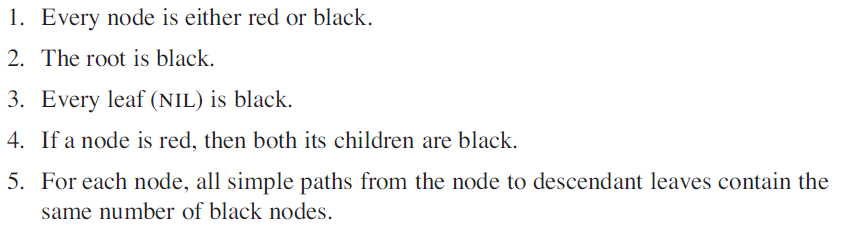 1. Every node is either red or black.
2. The root is black.
3. Every leaf (NIL) is black.
4. If a node is red, then both its children are black.
5. For each node, all simple paths from the node to descendant leaves contain the
same number of black nodes.